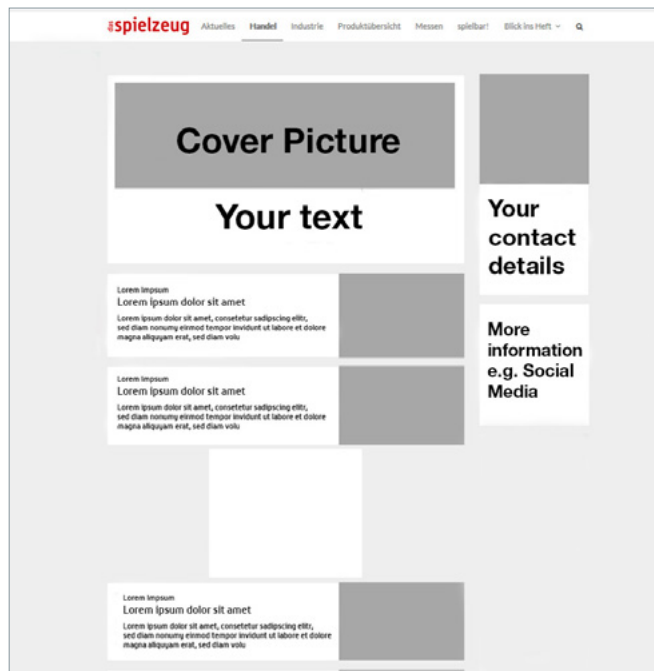 das spielzeug Aktuelles Handel Industrie Produktübersicht Messen spielbar! Blick ins Heft
Cover Picture
Your text
Lorem Impsum
Lorem ipsum dolor sit amet
Lorem ipsum dolor sit amet, consetetur sadipscing elitr,
sed diam nonumy eirmod tempor invidunt ut labore et dolore
magna aliquyam erat, sed diam volu
Lorem Impsum
Lorem ipsum dolor sit amet
Lorem ipsum dolor sit amet, consetetur sadipscing elitr,
sed diam nonumy eirmod tempor invidunt ut labore et dolore
magna aliquyam erat, sed diam volu
Lorem Impsum
Lorem ipsum dolor sit amet
Lorem ipsum dolor sit amet, consetetur sadipscing elitr,
sed diam nonumy eirmod tempor invidunt ut labore et dolore
magna aliquyam erat, sed diam volu
Your
contact
details
More
information
e.g. Social
Media